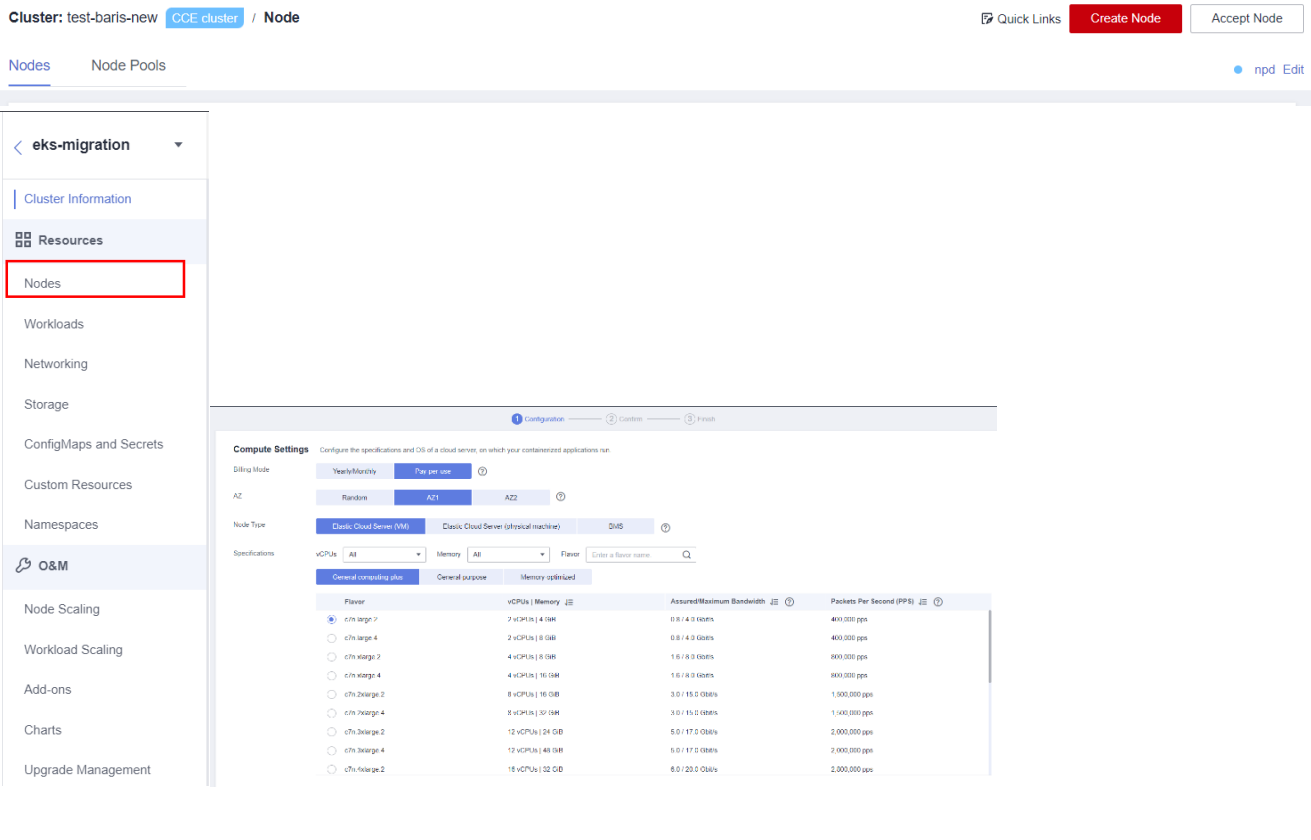 Cluster: test-baris-new CCE cluster / Node Quick Links Create Node Accept Node
Nodes Node Pools npd Edit
eks-migration
Cluster Information
Resources
Nodes
Workloads
Networking
Storage
ConfigMaps and Secrets
Custom Resources
Namespaces
O&M
Node Scaling
Workload Scaling
Add-ons
Charts
Upgrade Management
1 Configuration 2 Confirm 3 Finish
Compute Settings Configure the specifications and OS of a cloud server, on which your containerized applications run
Billing Mode Yearly/Monthly Pay per use
AZ Random AZ1 AZ2
Node Type Elastic Cloud Server (VM) Elastic Cloud Server (physical machine) BMS
Specifications vCPUs All Memory All Flavor Enter a flavor name.
General computing plus General purpose Memory optimized
Flavor vCPUs | Memory Assured/Maximum Bandwidth Packets Per Second (PPS)
c7n.large.2 2 vCPUs | 4 GiB 0.8 / 4.0 Gbit/s 400,000 pps
c7n.large.4 2 vCPUs | 8 GiB 0.8 / 4.0 Gbit/s 400,000 pps
c7n.xlarge.2 4 vCPUs | 8 GiB 1.6 / 8.0 Gbit/s 800,000 pps
c7n.xlarge.4 4 vCPUs | 16 GiB 1.6 / 8.0 Gbit/s 800,000 pps
c7n.2xlarge.2 8 vCPUs | 16 GiB 3.0 / 15.0 Gbit/s 1,500,000 pps
c7n.2xlarge.4 8 vCPUs | 32 GiB 3.0 / 15.0 Gbit/s 1,500,000 pps
c7n.3xlarge.2 12 vCPUs | 24 GiB 5.0 / 17.0 Gbit/s 2,000,000 pps
c7n.3xlarge.4 12 vCPUs | 48 GiB 5.0 / 17.0 Gbit/s 2,000,000 pps
c7n.4xlarge.2 16 vCPUs | 32 GiB 6.0 / 20.0 Gbit/s 2,800,000 pps